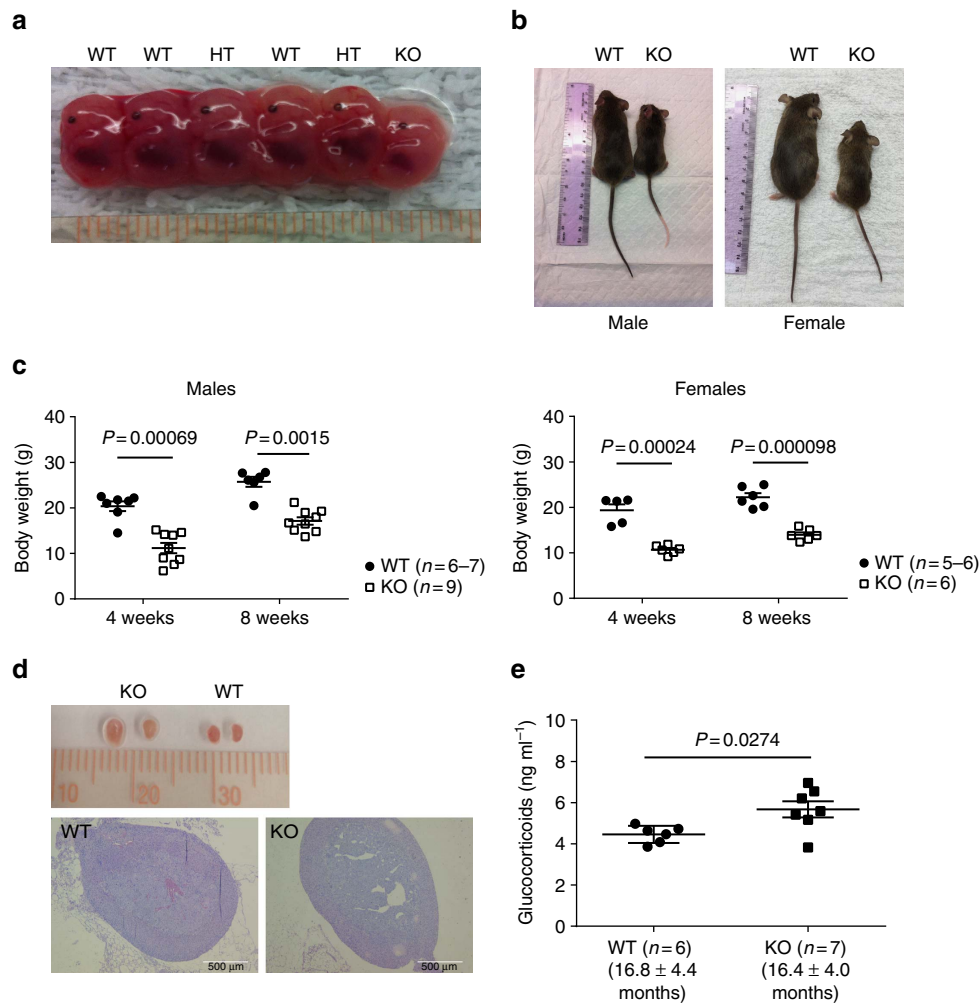 a
WT WT HT WT HT KO
b
WT KO
WT KO
Male
Female
c
Males
40
30
20
10
0
Body weight (g)
P=0.00069
P=0.0015
4 weeks
8 weeks
WT (n=6–7)
KO (n=9)
Females
40
30
20
10
0
Body weight (g)
P=0.00024
P=0.000098
4 weeks
8 weeks
WT (n=5–6)
KO (n=6)
d
KO WT
10 20 30
WT
500 μm
KO
500 μm
e
10
8
6
4
2
0
Glucocorticoids (ng ml⁻¹)
P=0.0274
WT (n=6)
(16.8 ± 4.4
months)
KO (n=7)
(16.4 ± 4.0
months)